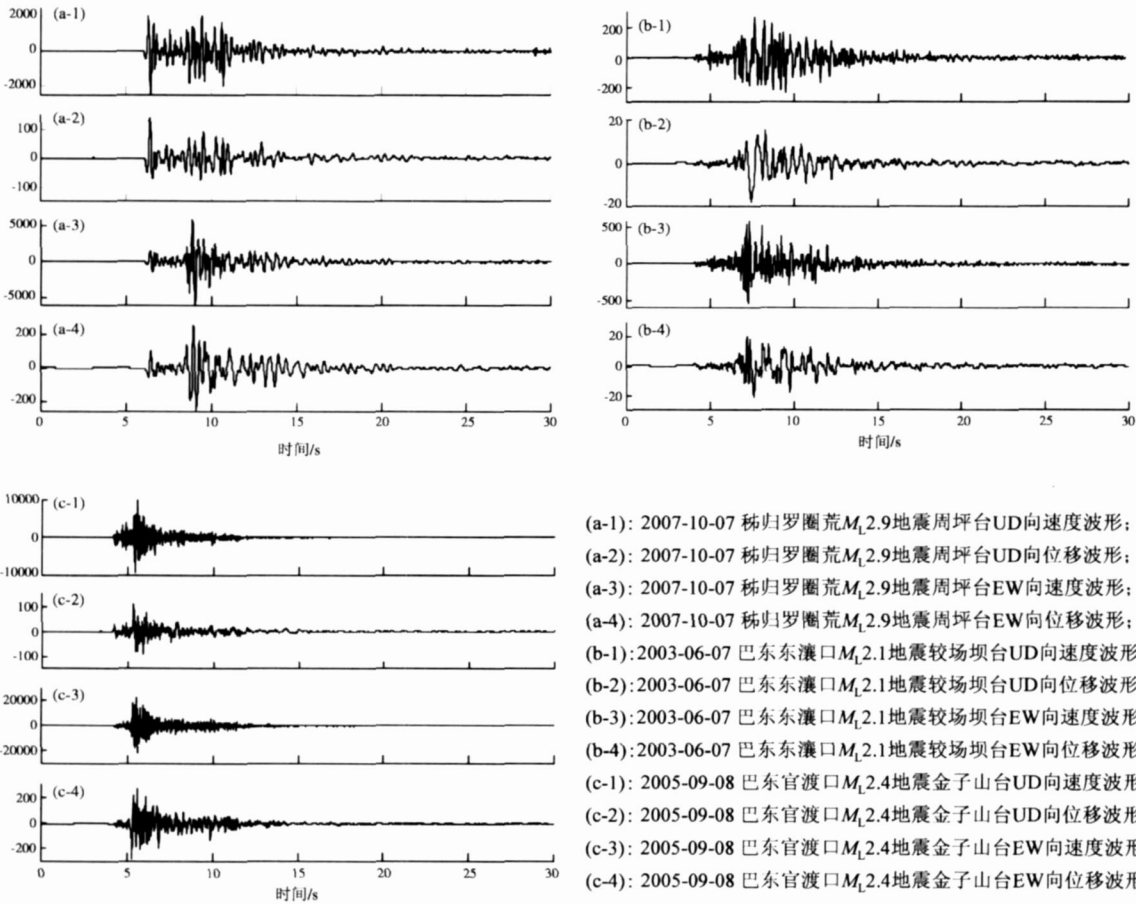 (a-1)
2000
0
-2000
(a-2)
100
0
-100
(a-3)
5000
0
-5000
(a-4)
200
0
-200
0 5 10 15 20 25 30
时间/s
(b-1)
200
0
-200
(b-2)
20
0
-20
(b-3)
500
0
-500
(b-4)
20
0
-20
0 5 10 15 20 25 30
时间/s
(c-1)
10000
0
-10000
(c-2)
100
0
-100
(c-3)
20000
0
-20000
(c-4)
200
0
-200
0 5 10 15 20 25 30
时间/s
(a-1): 2007-10-07 秭归罗圈荒ML2.9地震周坪台UD向速度波形;
(a-2): 2007-10-07 秭归罗圈荒ML2.9地震周坪台UD向位移波形;
(a-3): 2007-10-07 秭归罗圈荒ML2.9地震周坪台EW向速度波形;
(a-4): 2007-10-07 秭归罗圈荒ML2.9地震周坪台EW向位移波形;
(b-1): 2003-06-07 巴东东瀼口ML2.1地震较场坝台UD向速度波形
(b-2): 2003-06-07 巴东东瀼口ML2.1地震较场坝台UD向位移波形
(b-3): 2003-06-07 巴东东瀼口ML2.1地震较场坝台EW向速度波形
(b-4): 2003-06-07 巴东东瀼口ML2.1地震较场坝台EW向位移波形
(c-1): 2005-09-08 巴东官渡口ML2.4地震金子山台UD向速度波形
(c-2): 2005-09-08 巴东官渡口ML2.4地震金子山台UD向位移波形
(c-3): 2005-09-08 巴东官渡口ML2.4地震金子山台EW向速度波形
(c-4): 2005-09-08 巴东官渡口ML2.4地震金子山台EW向位移波形